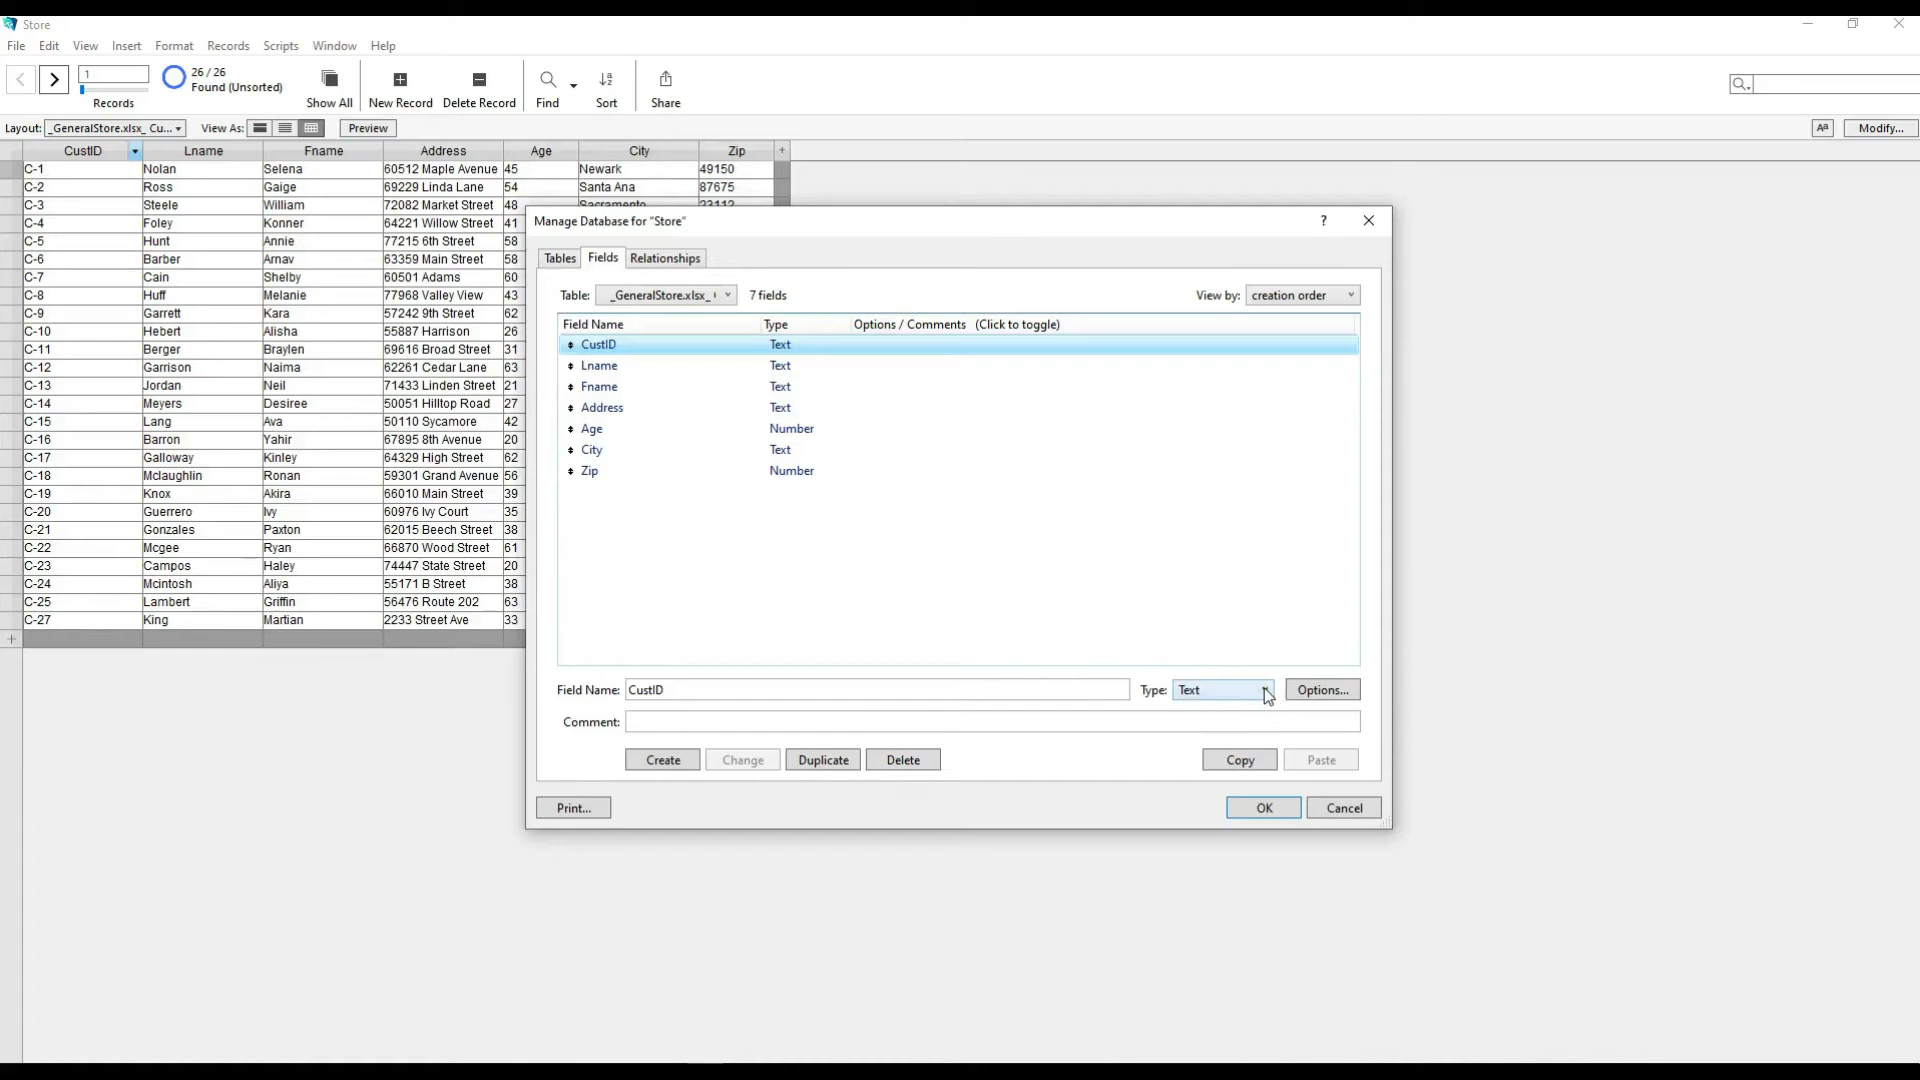 Store
File Edit View Insert Format Records Scripts Window Help
1
26 / 26
Found (Unsorted)
Records
Show All New Record Delete Record Find Sort Share
Layout: _GeneralStore.xlsx_ Cu... View As: Preview Aa Modify...
CustID Lname Fname Address Age City Zip +
C-1 Nolan Selena 60512 Maple Avenue 45 Newark 49150
C-2 Ross Gaige 69229 Linda Lane 54 Santa Ana 87675
C-3 Steele William 72082 Market Street 48 Sacramento 23112
C-4 Foley Konner 64221 Willow Street 41
C-5 Hunt Annie 77215 6th Street 58
C-6 Barber Arnav 63359 Main Street 58
C-7 Cain Shelby 60501 Adams 60
C-8 Huff Melanie 77968 Valley View 43
C-9 Garrett Kara 57242 9th Street 62
C-10 Hebert Alisha 55887 Harrison 26
C-11 Berger Braylen 69616 Broad Street 31
C-12 Garrison Naima 62261 Cedar Lane 63
C-13 Jordan Neil 71433 Linden Street 21
C-14 Meyers Desiree 50051 Hilltop Road 27
C-15 Lang Ava 50110 Sycamore 42
C-16 Barron Yahir 67895 8th Avenue 20
C-17 Galloway Kinley 64329 High Street 62
C-18 Mclaughlin Ronan 59301 Grand Avenue 56
C-19 Knox Akira 66010 Main Street 39
C-20 Guerrero Ivy 60976 Ivy Court 35
C-21 Gonzales Paxton 62015 Beech Street 38
C-22 Mcgee Ryan 66870 Wood Street 61
C-23 Campos Haley 74447 State Street 20
C-24 Mcintosh Aliya 55171 B Street 38
C-25 Lambert Griffin 56476 Route 202 63
C-27 King Martian 2233 Street Ave 33
+
Manage Database for "Store" ?
Tables Fields Relationships
Table: _GeneralStore.xlsx_ 7 fields View by: creation order
Field Name Type Options / Comments (Click to toggle)
CustID Text
Lname Text
Fname Text
Address Text
Age Number
City Text
Zip Number
Field Name: CustID Type: Text Options...
Comment:
Create Change Duplicate Delete Copy Paste
Print... OK Cancel